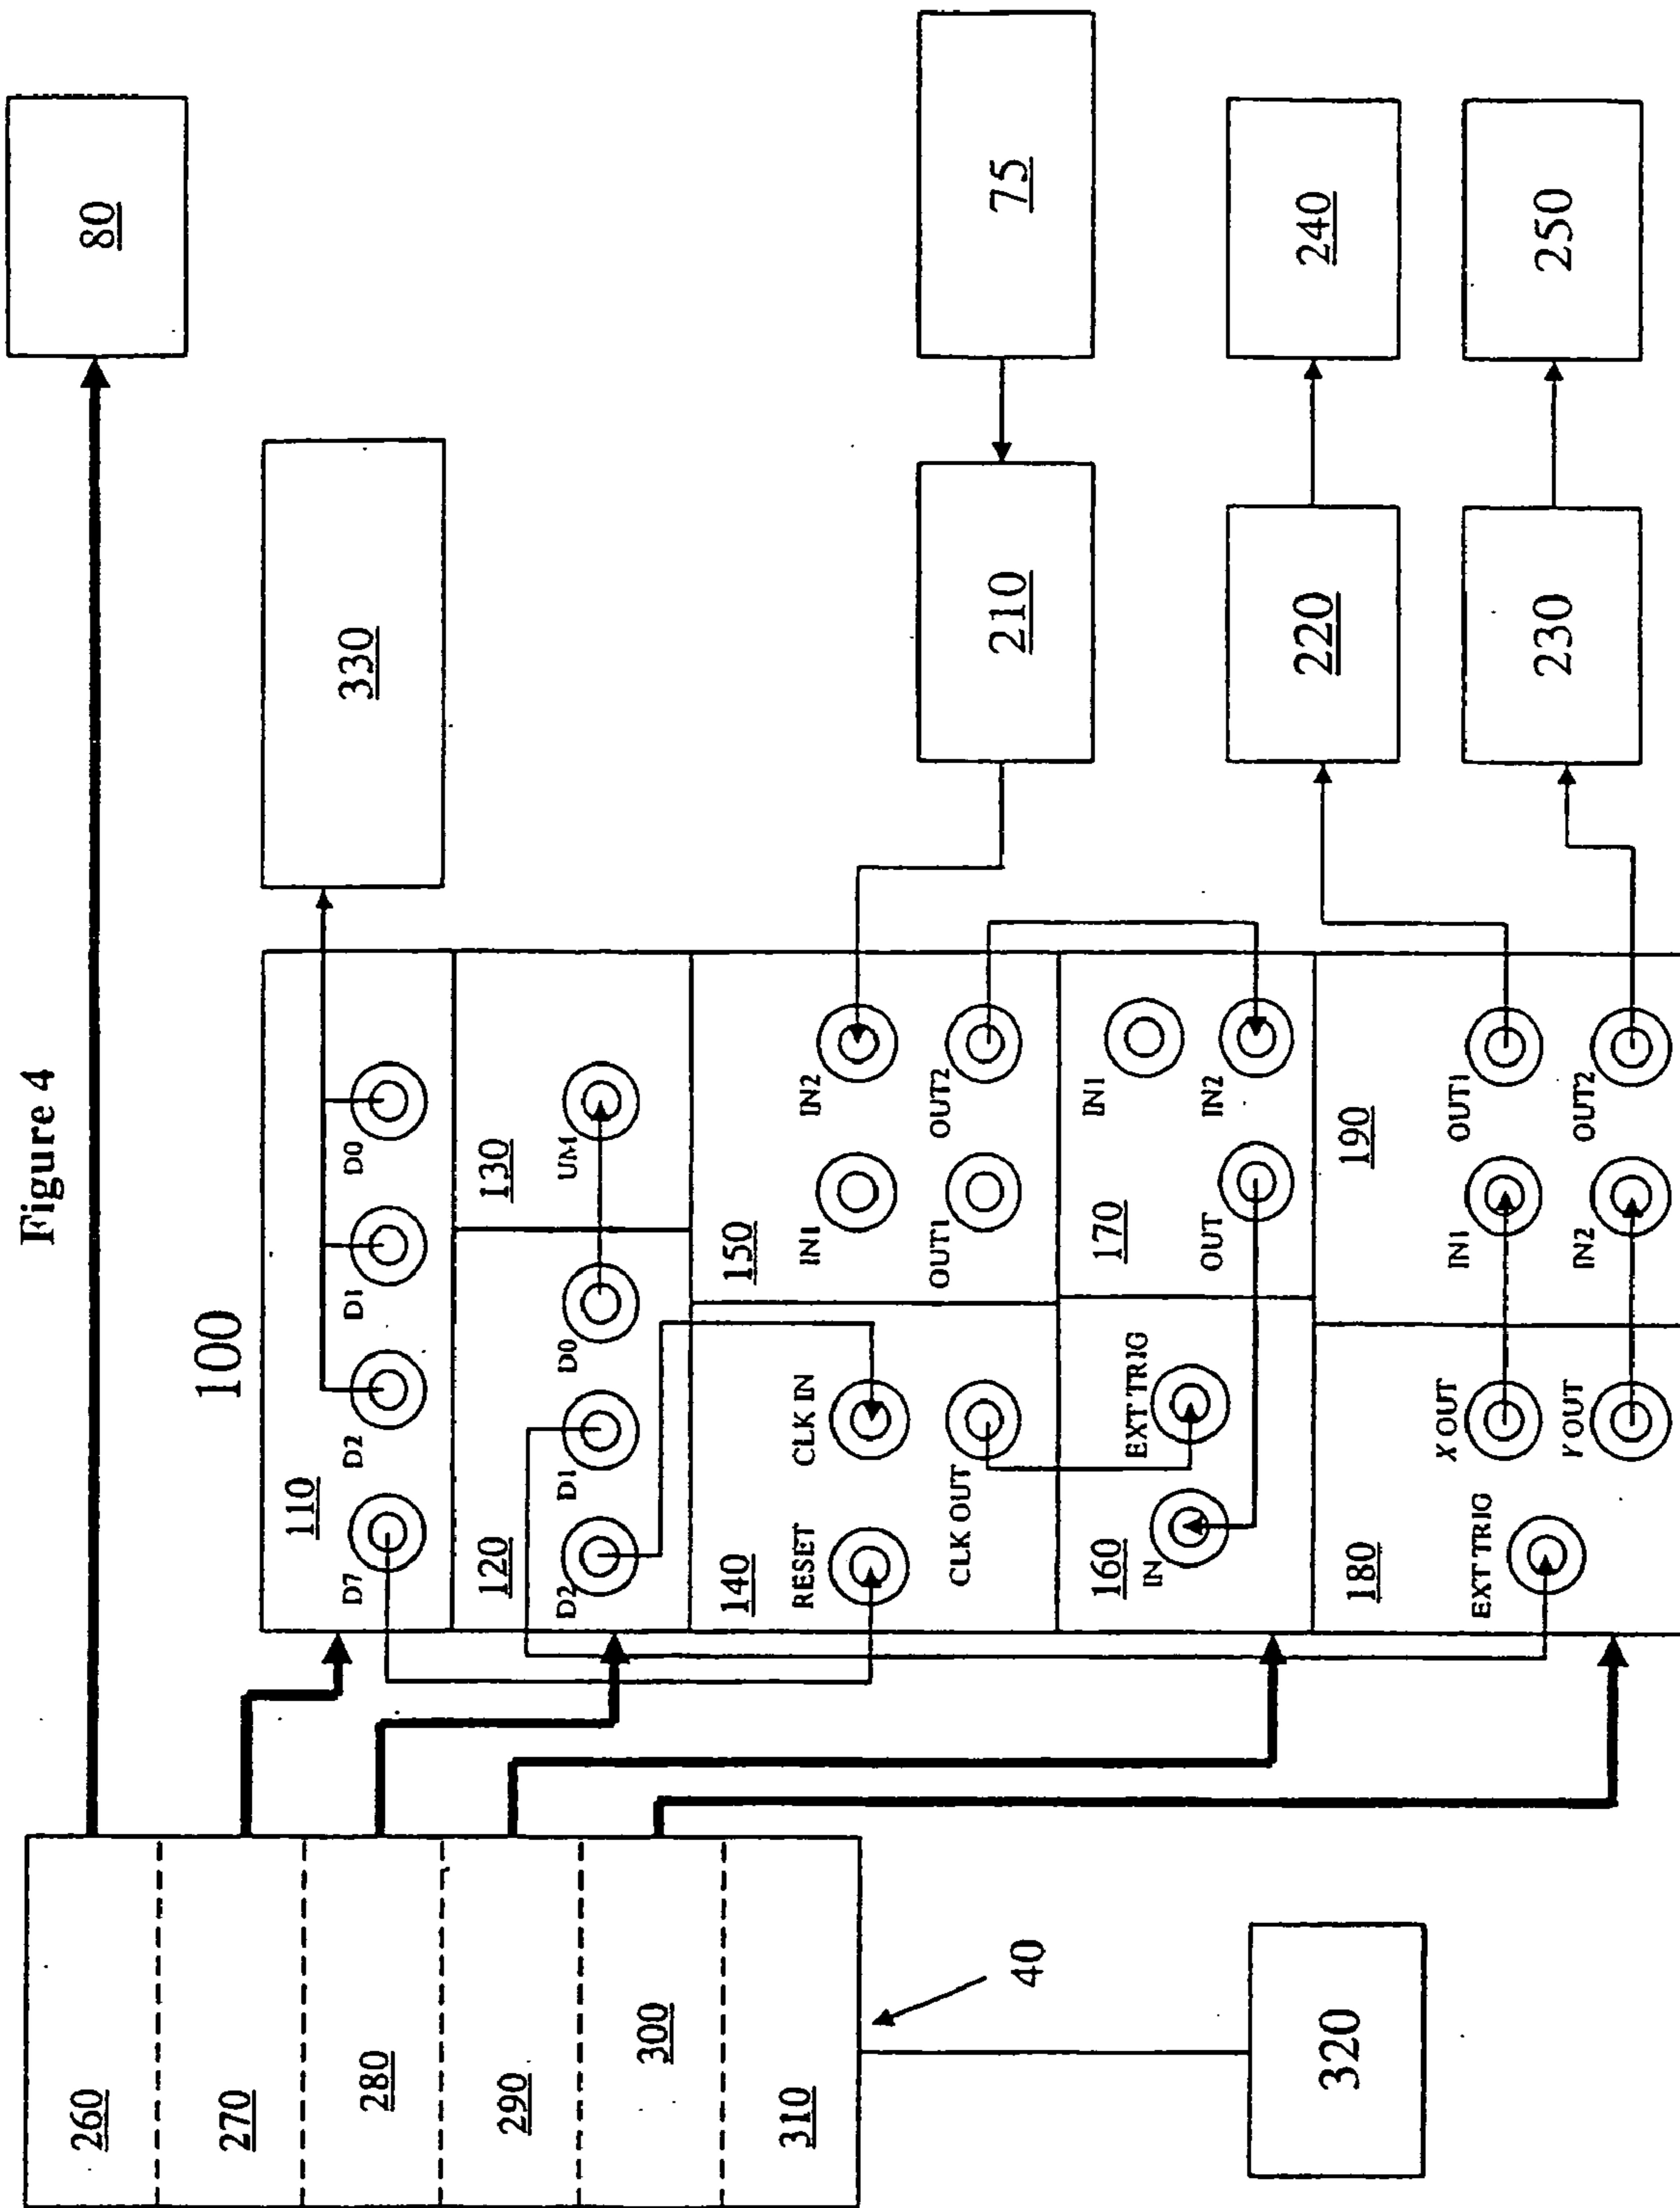 Figure 4
100
80
330
75
210
240
220
250
230
110
D7
D2
D1
D0
120
D2
D1
D0
130
UM
140
RESET
CLK IN
CLK OUT
150
IN1
IN2
OUT1
OUT2
160
IN
EXT TRIG
170
IN1
IN2
OUT
180
EXT TRIG
X OUT
Y OUT
190
IN1
OUT1
IN2
OUT2
260
270
280
290
300
310
40
320